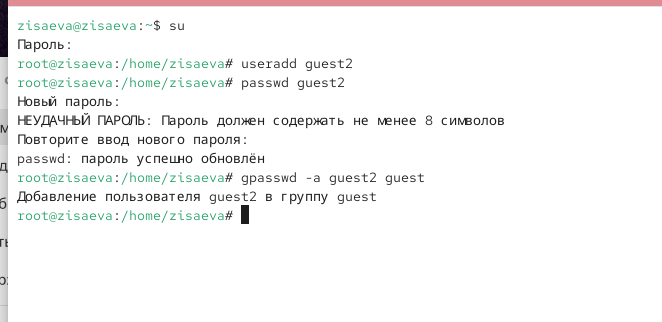 zisaeva@zisaeva:~$ su
Пароль:
root@zisaeva:/home/zisaeva# useradd guest2
root@zisaeva:/home/zisaeva# passwd guest2
Новый пароль:
НЕУДАЧНЫЙ ПАРОЛЬ: Пароль должен содержать не менее 8 символов
Повторите ввод нового пароля:
passwd: пароль успешно обновлён
root@zisaeva:/home/zisaeva# gpasswd -a guest2 guest
Добавление пользователя guest2 в группу guest
root@zisaeva:/home/zisaeva#